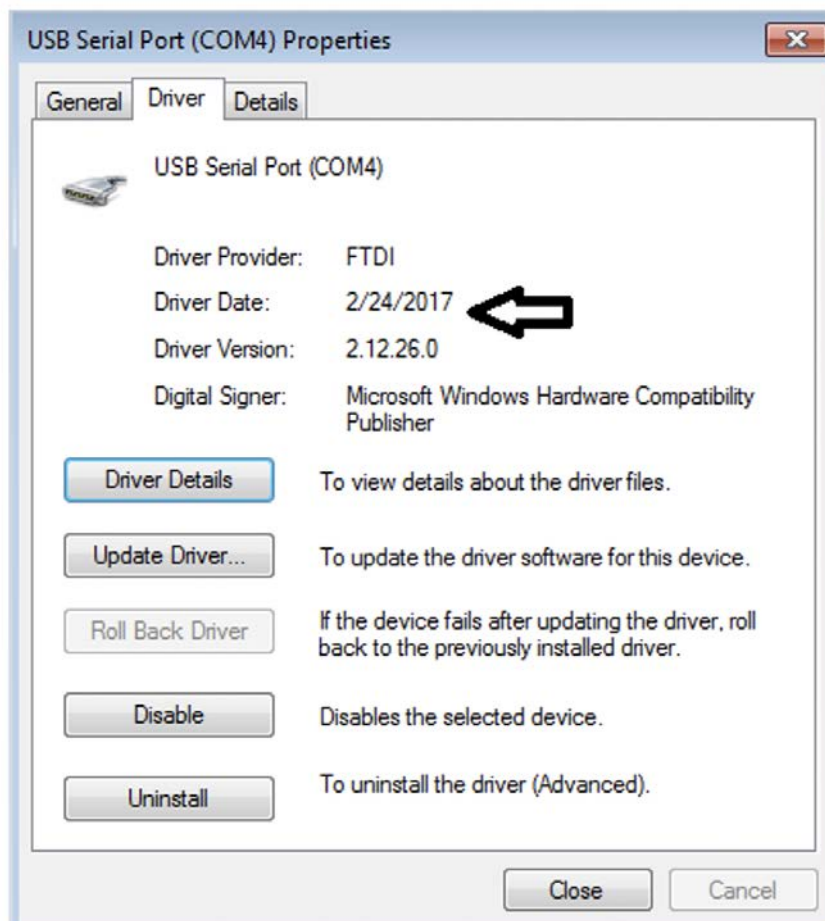 USB Serial Port (COM4) Properties
General Driver Details
USB Serial Port (COM4)
Driver Provider: FTDI
Driver Date: 2/24/2017
Driver Version: 2.12.26.0
Digital Signer: Microsoft Windows Hardware Compatibility
Publisher
Driver Details To view details about the driver files.
Update Driver... To update the driver software for this device.
Roll Back Driver If the device fails after updating the driver, roll
back to the previously installed driver.
Disable Disables the selected device.
Uninstall To uninstall the driver (Advanced).
Close Cancel